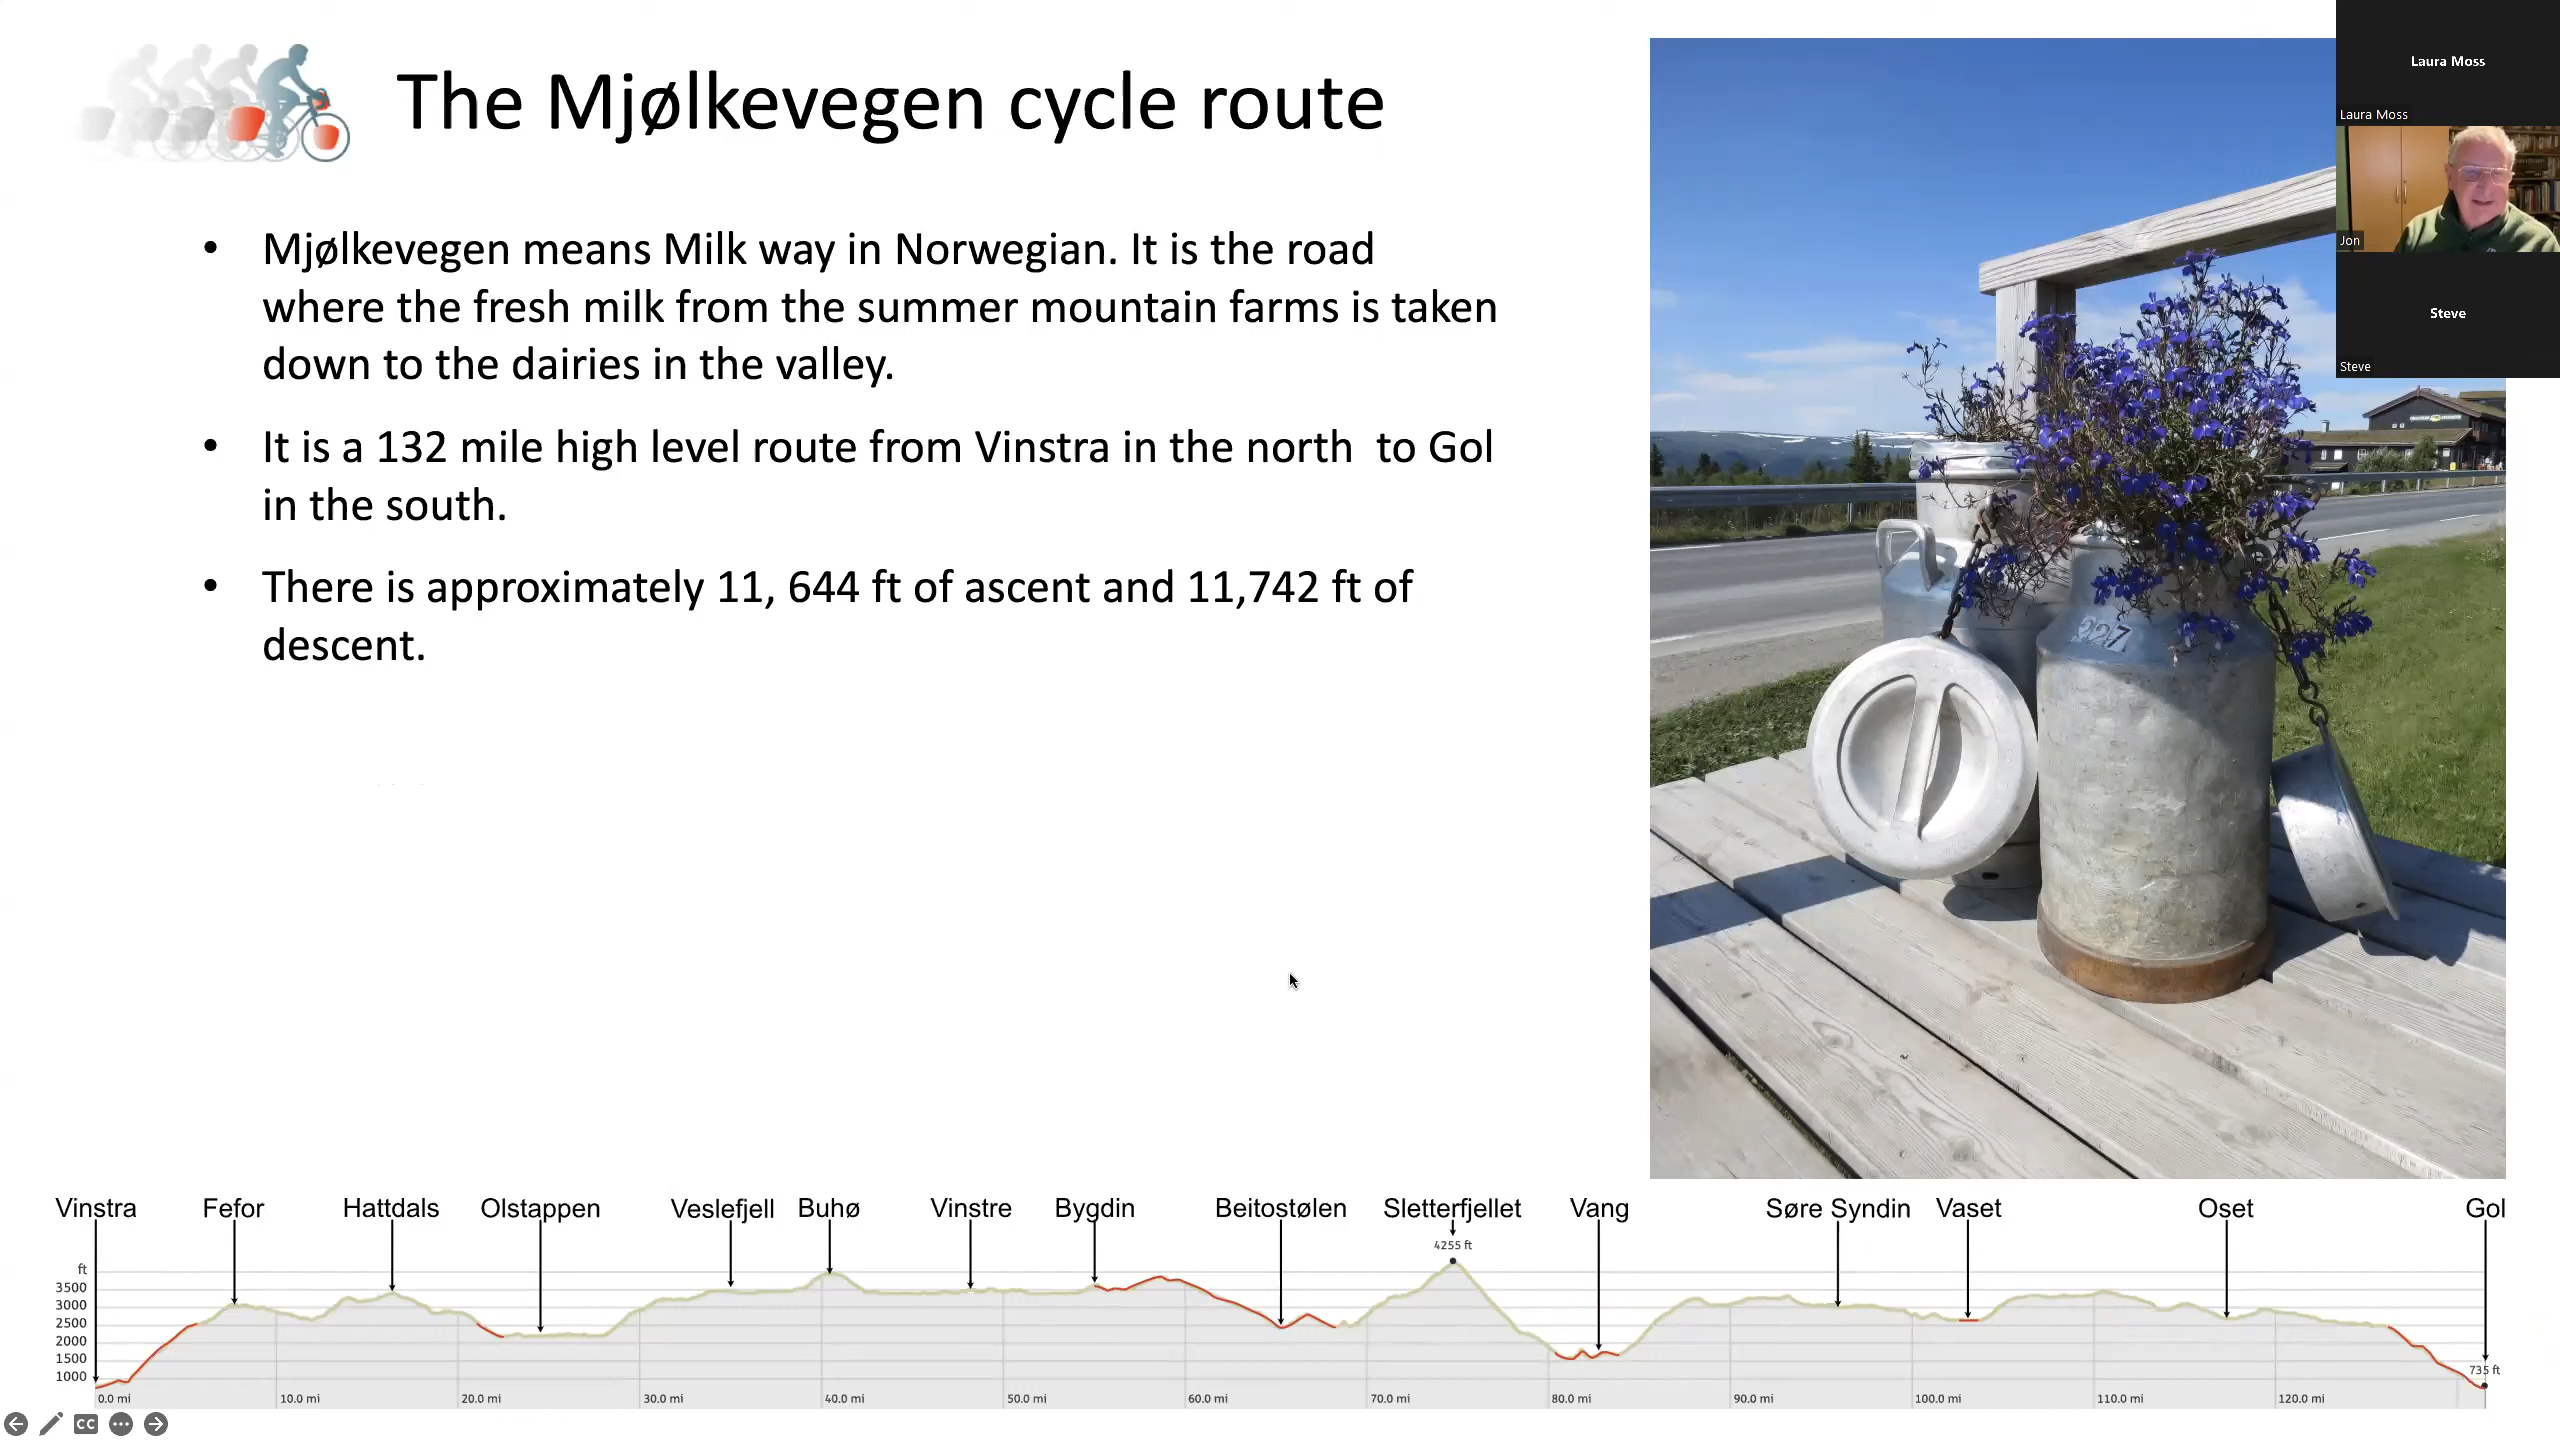 The Mjølkevegen cycle route
• Mjølkevegen means Milk way in Norwegian. It is the road
where the fresh milk from the summer mountain farms is taken
down to the dairies in the valley.
• It is a 132 mile high level route from Vinstra in the north  to Gol
in the south.
• There is approximately 11, 644 ft of ascent and 11,742 ft of
descent.
227
Laura Moss
Laura Moss
Jon
Steve
Steve
Vinstra Fefor Hattdals Olstappen Veslefjell Buhø Vinstre Bygdin Beitostølen Sletterfjellet Vang Søre Syndin Vaset Oset Gol
4255 ft
ft
3500
3000
2500
2000
1500
1000
735 ft
0.0 mi 10.0 mi 20.0 mi 30.0 mi 40.0 mi 50.0 mi 60.0 mi 70.0 mi 80.0 mi 90.0 mi 100.0 mi 110.0 mi 120.0 mi
CC